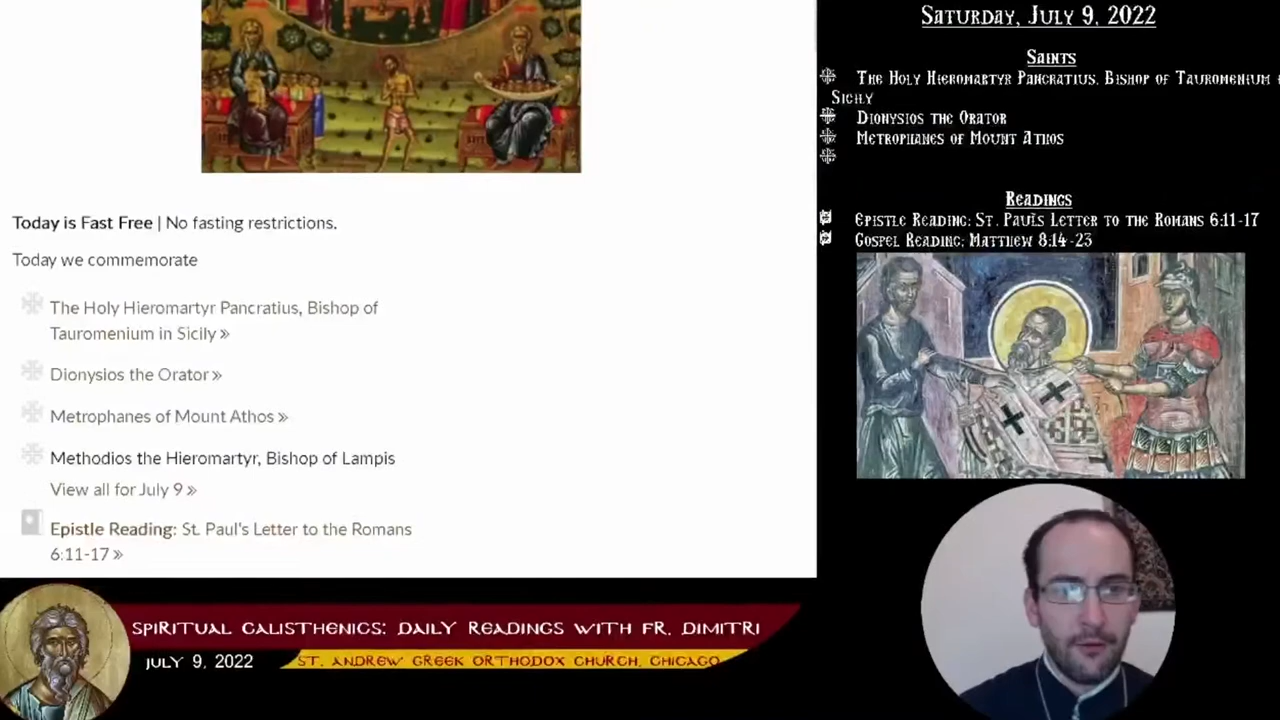 Today is Fast Free | No fasting restrictions.
Today we commemorate
The Holy Hieromartyr Pancratius, Bishop of
Tauromenium in Sicily »
Dionysios the Orator »
Metrophanes of Mount Athos »
Methodios the Hieromartyr, Bishop of Lampis
View all for July 9 »
Epistle Reading: St. Paul's Letter to the Romans
6:11-17 »
Saturday, July 9, 2022
Saints
The Holy Hieromartyr Pancratius, Bishop of Tauromenium
Sicily
Dionysios the Orator
Metrophanes of Mount Athos
Readings
Epistle Reading: St. Paul's Letter to the Romans 6:11-17
Gospel Reading: Matthew 8:14-23
Spiritual Calisthenics: Daily Readings with Fr. Dimitri
July 9, 2022
St. Andrew Greek Orthodox Church, Chicago